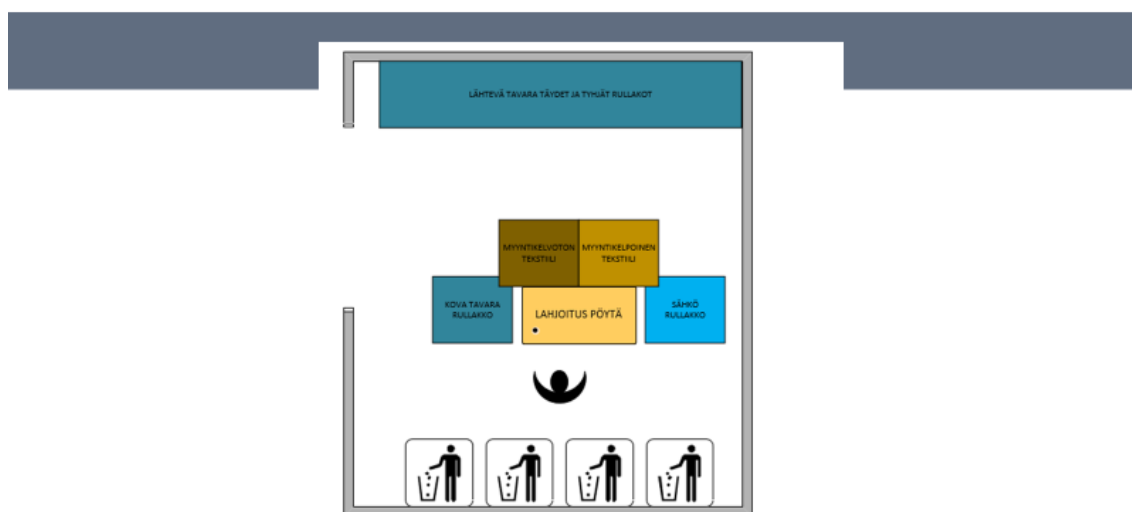 LÄHTEVÄ TAVARA TÄYDET JA TYHJÄT RULLAKOT
MYYNTIKELVOTON
TEKSTIILI
MYYNTIKELPOINEN
TEKSTIILI
KOVA TAVARA
RULLAKKO
LAHJOITUS PÖYTÄ
SÄHKÖ
RULLAKKO